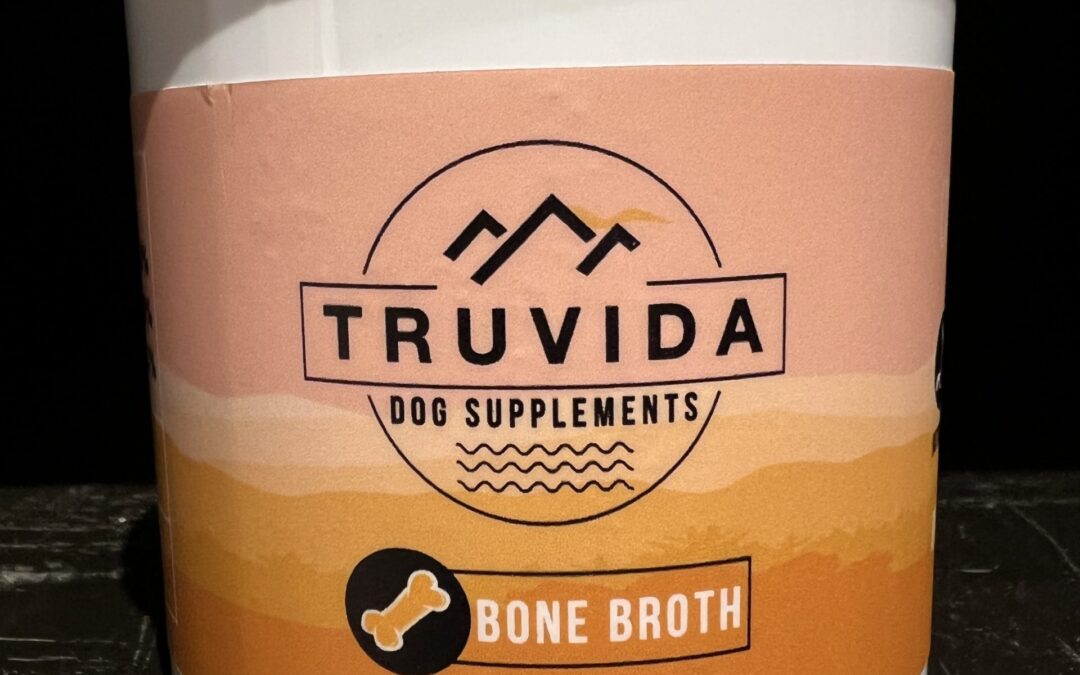 TRUVIDA
DOG SUPPLEMENTS
BONE BROTH